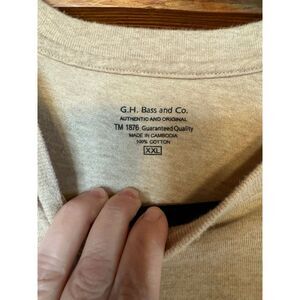 G.H. Bass and Co.
AUTHENTIC AND ORIGINAL
TM 1876 Guaranteed Quality
MADE IN CAMBODIA
100% COTTON
XXL